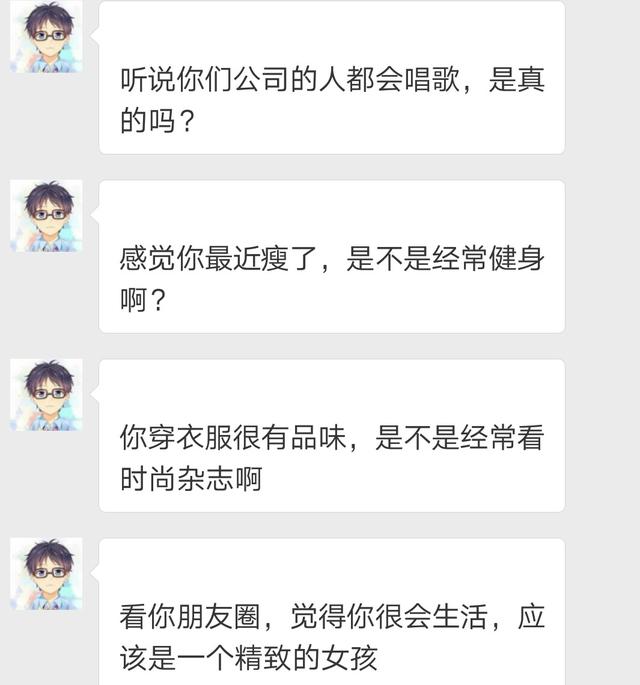 听说你们公司的人都会唱歌，是真
的吗？
感觉你最近瘦了，是不是经常健身
啊？
你穿衣服很有品味，是不是经常看
时尚杂志啊
看你朋友圈，觉得你很会生活，应
该是一个精致的女孩